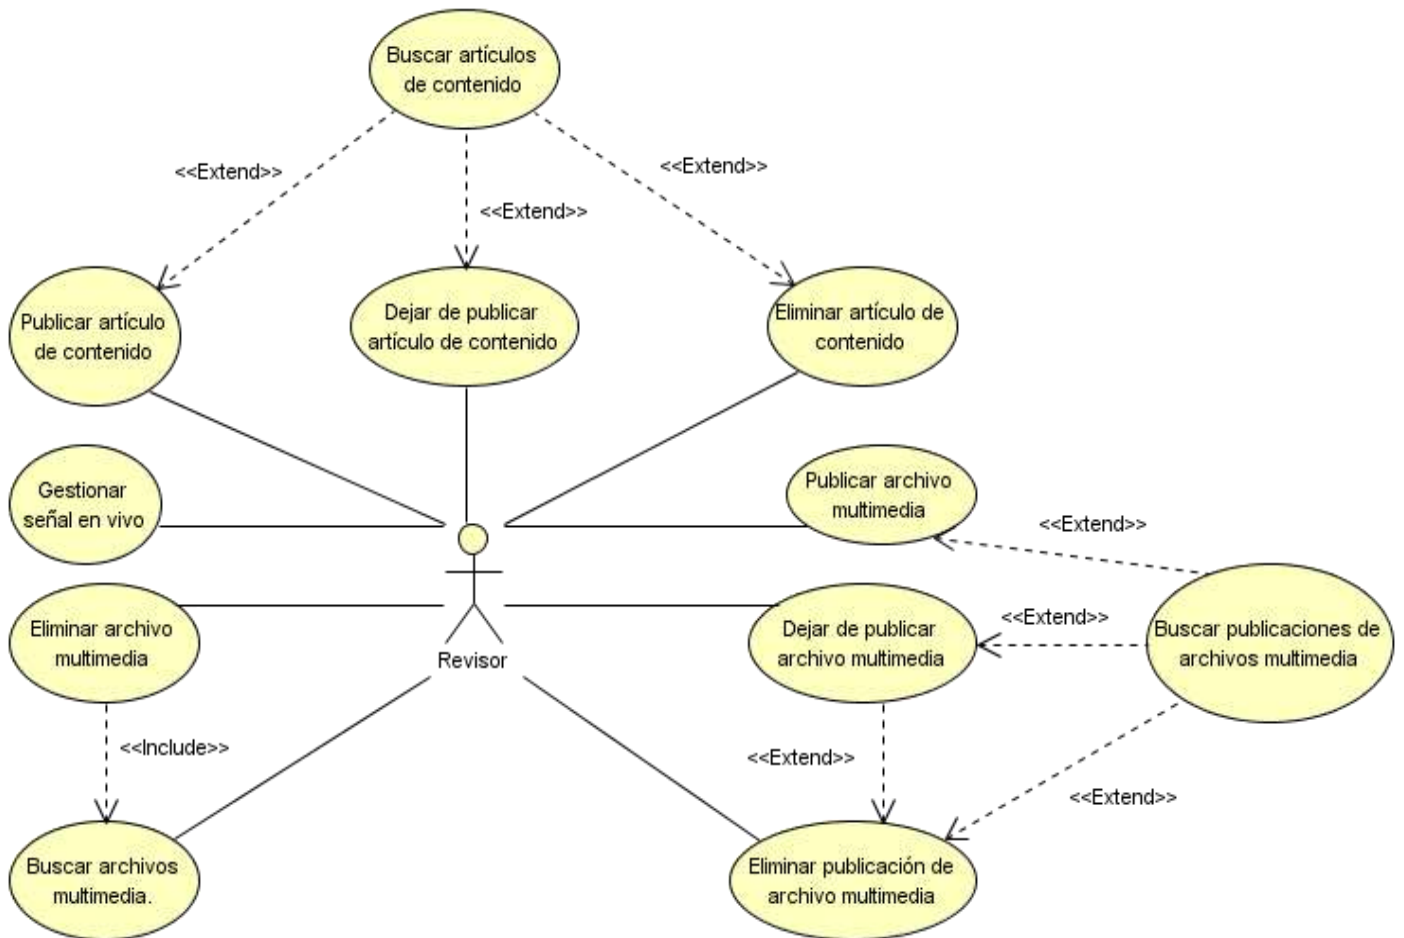 Buscar artículos
de contenido
<<Extend>>
<<Extend>>
<<Extend>>
Publicar artículo
de contenido
Dejar de publicar
artículo de contenido
Eliminar artículo de
contenido
Gestionar
señal en vivo
Publicar archivo
multimedia
<<Extend>>
Eliminar archivo
multimedia
Revisor
Dejar de publicar
archivo multimedia
<<Extend>>
Buscar publicaciones de
archivos multimedia
<<Include>>
<<Extend>>
<<Extend>>
Buscar archivos
multimedia.
Eliminar publicación de
archivo multimedia